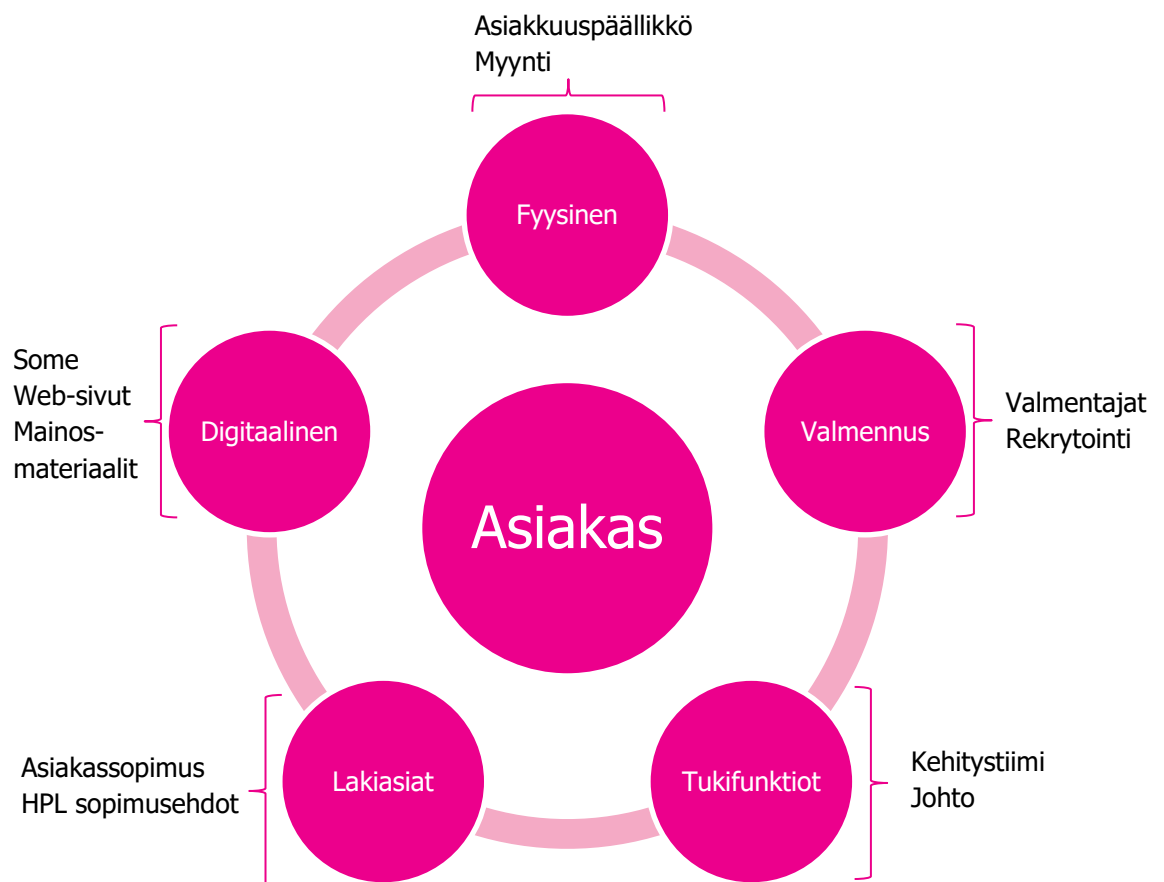 Asiakkuuspäällikkö
Myynti
Fyysinen
Some
Web-sivut
Mainos-
materiaalit
Digitaalinen
Valmennus
Valmentajat
Rekrytointi
Asiakas
Asiakassopimus
HPL sopimusehdot
Lakiasiat
Tukifunktiot
Kehitystiimi
Johto